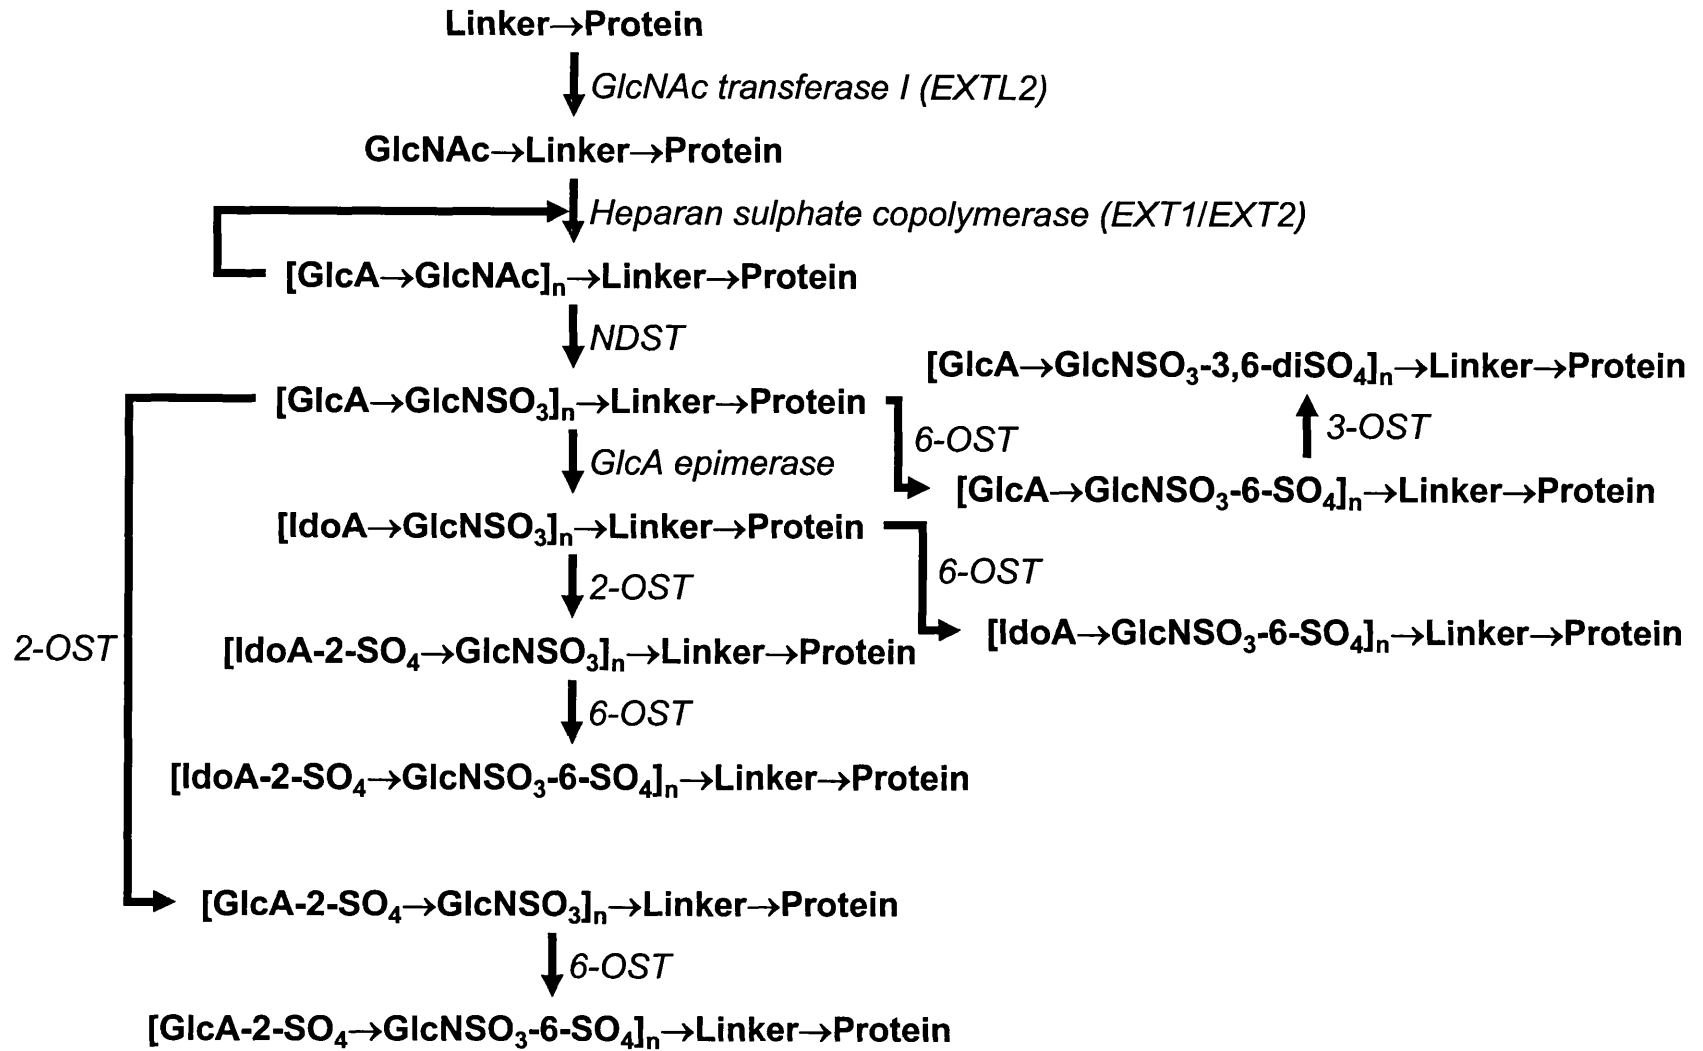 Linker→Protein
GlcNAc transferase I (EXTL2)
GlcNAc→Linker→Protein
Heparan sulphate copolymerase (EXT1/EXT2)
[GlcA→GlcNAc]n→Linker→Protein
NDST
[GlcA→GlcNSO3-3,6-diSO4]n→Linker→Protein
[GlcA→GlcNSO3]n→Linker→Protein
6-OST
3-OST
GlcA epimerase
[GlcA→GlcNSO3-6-SO4]n→Linker→Protein
[IdoA→GlcNSO3]n→Linker→Protein
2-OST
6-OST
[IdoA→GlcNSO3-6-SO4]n→Linker→Protein
2-OST
[IdoA-2-SO4→GlcNSO3]n→Linker→Protein
6-OST
[IdoA-2-SO4→GlcNSO3-6-SO4]n→Linker→Protein
[GlcA-2-SO4→GlcNSO3]n→Linker→Protein
6-OST
[GlcA-2-SO4→GlcNSO3-6-SO4]n→Linker→Protein